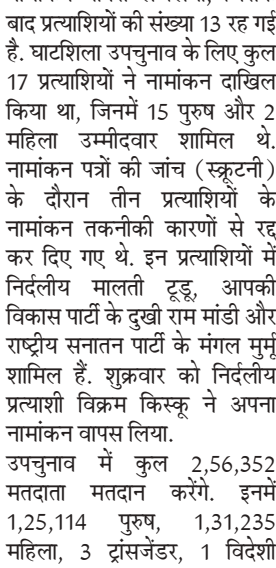 बाद प्रत्याशियों की संख्या 13 रह गई
है. घाटशिला उपचुनाव के लिए कुल
17 प्रत्याशियों ने नामांकन दाखिल
किया था, जिनमें 15 पुरुष और 2
महिला उम्मीदवार शामिल थे.
नामांकन पत्रों की जांच (स्क्रूटनी)
के दौरान तीन प्रत्याशियों के
नामांकन तकनीकी कारणों से रद्द
कर दिए गए थे. इन प्रत्याशियों में
निर्दलीय मालती टूडू, आपकी
विकास पार्टी के दुखी राम मांडी और
राष्ट्रीय सनातन पार्टी के मंगल मुर्मू
शामिल हैं. शुक्रवार को निर्दलीय
प्रत्याशी विक्रम किस्कू ने अपना
नामांकन वापस लिया.
उपचुनाव में कुल 2,56,352
मतदाता मतदान करेंगे. इनमें
1,25,114 पुरुष, 1,31,235
महिला, 3 ट्रांसजेंडर, 1 विदेशी